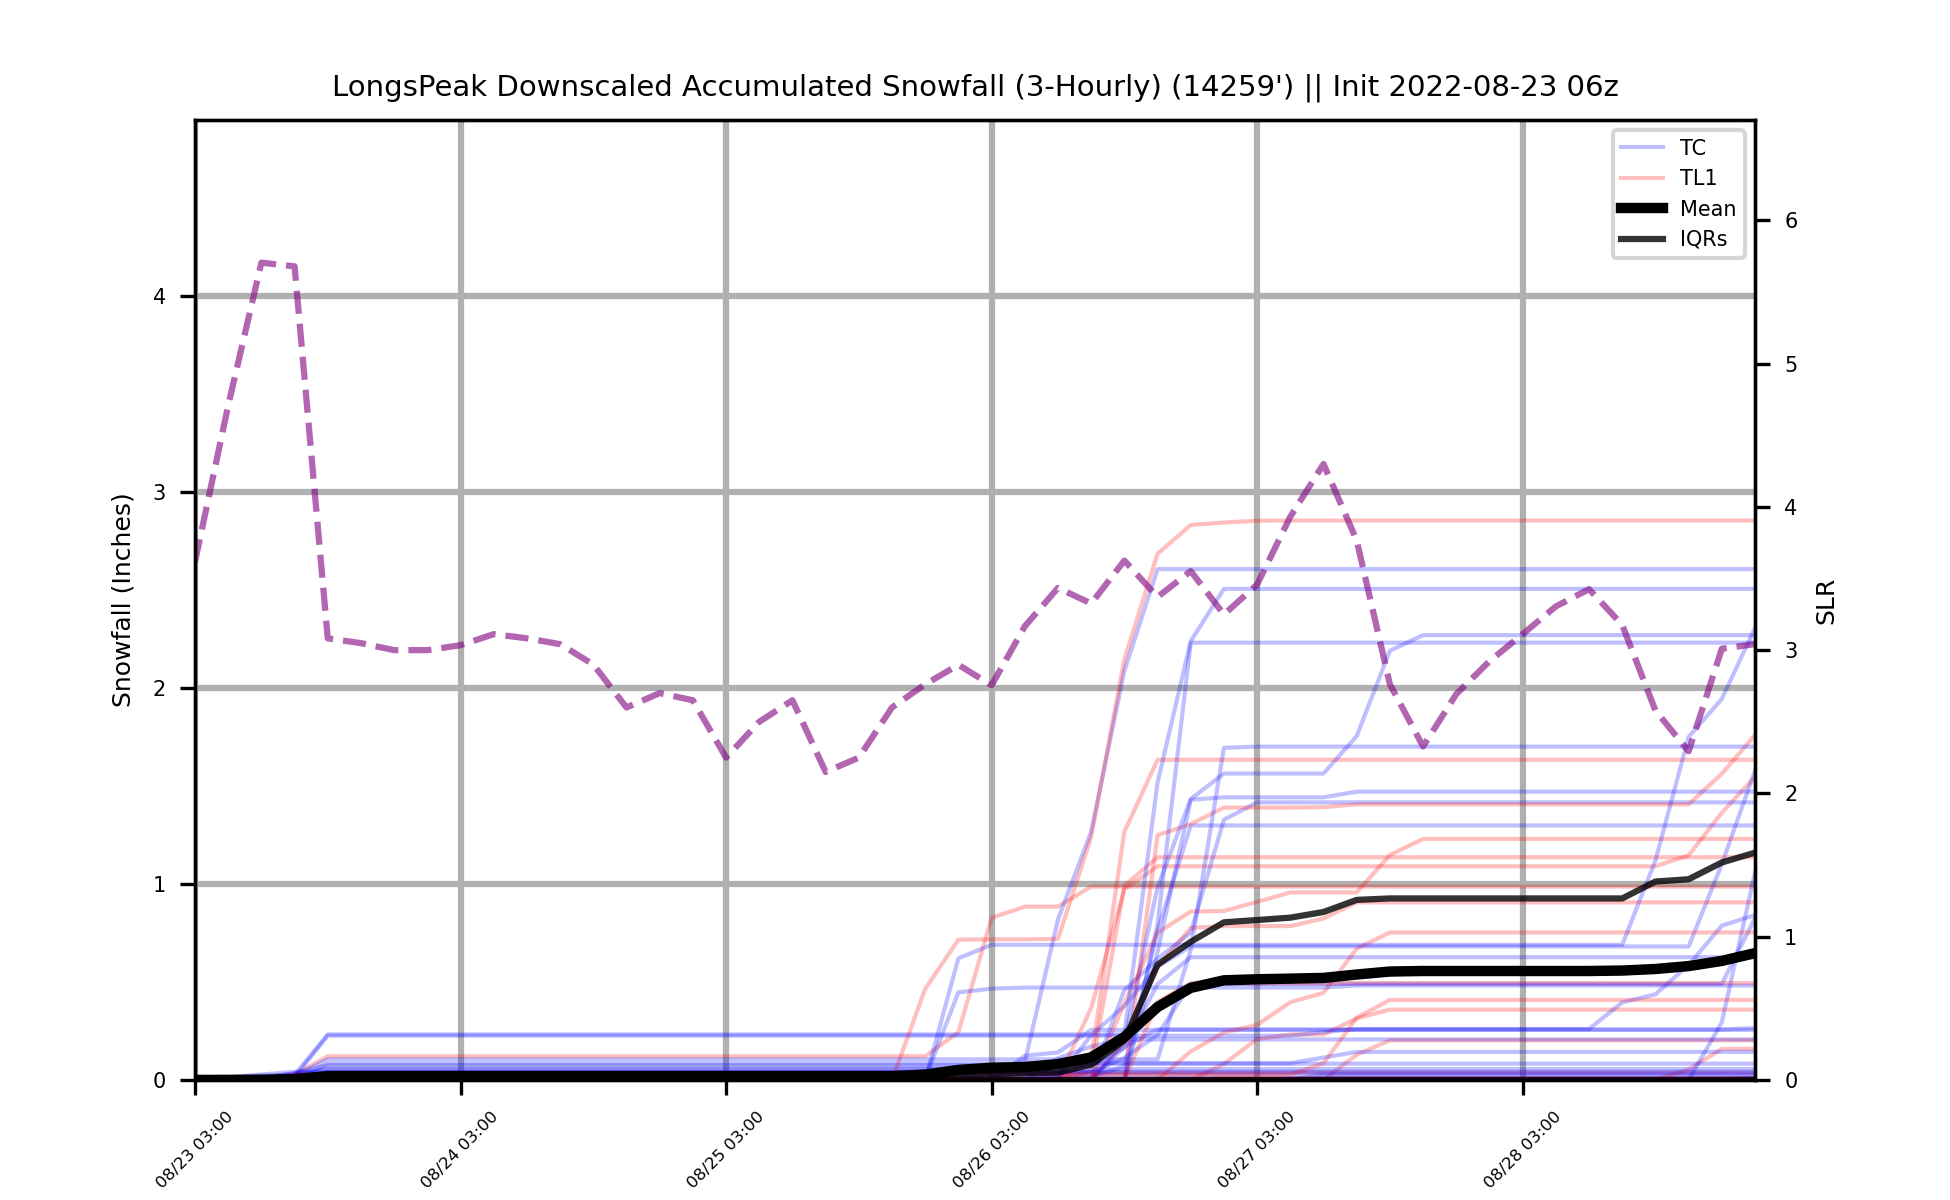 LongsPeak Downscaled Accumulated Snowfall (3-Hourly) (14259') || Init 2022-08-23 06z
TC
TL1
Mean
IQRs
Snowfall (Inches)
4
3
2
1
0
SLR
6
5
4
3
2
1
0
08/23 03:00
08/24 03:00
08/25 03:00
08/26 03:00
08/27 03:00
08/28 03:00